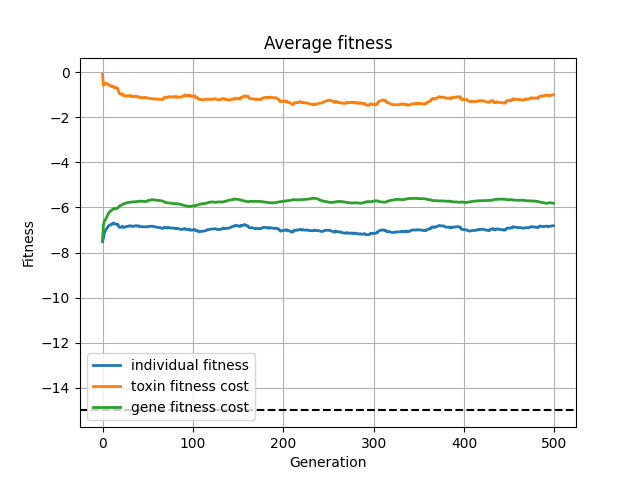 Average fitness
Fitness
0
−2
−4
−6
−8
−10
−12
−14
individual fitness
toxin fitness cost
gene fitness cost
0 100 200 300 400 500
Generation